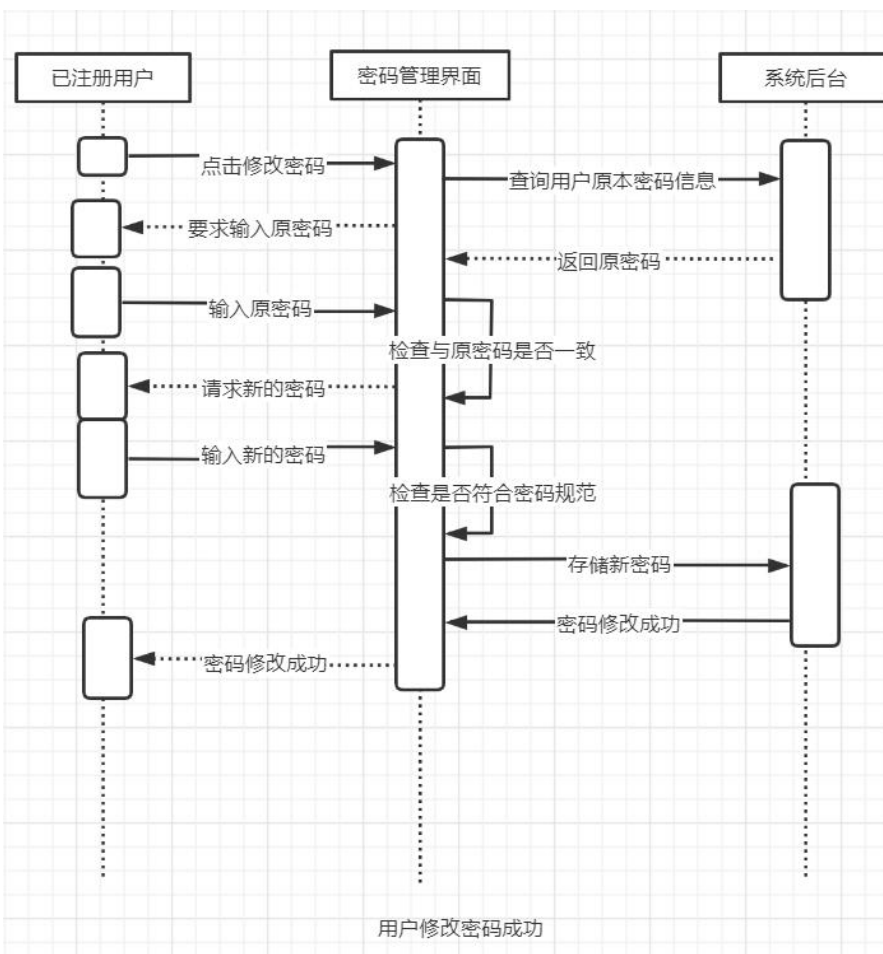 已注册用户
密码管理界面
系统后台
点击修改密码
查询用户原本密码信息
要求输入原密码
返回原密码
输入原密码
检查与原密码是否一致
请求新的密码
输入新的密码
检查是否符合密码规范
存储新密码
密码修改成功
密码修改成功
用户修改密码成功